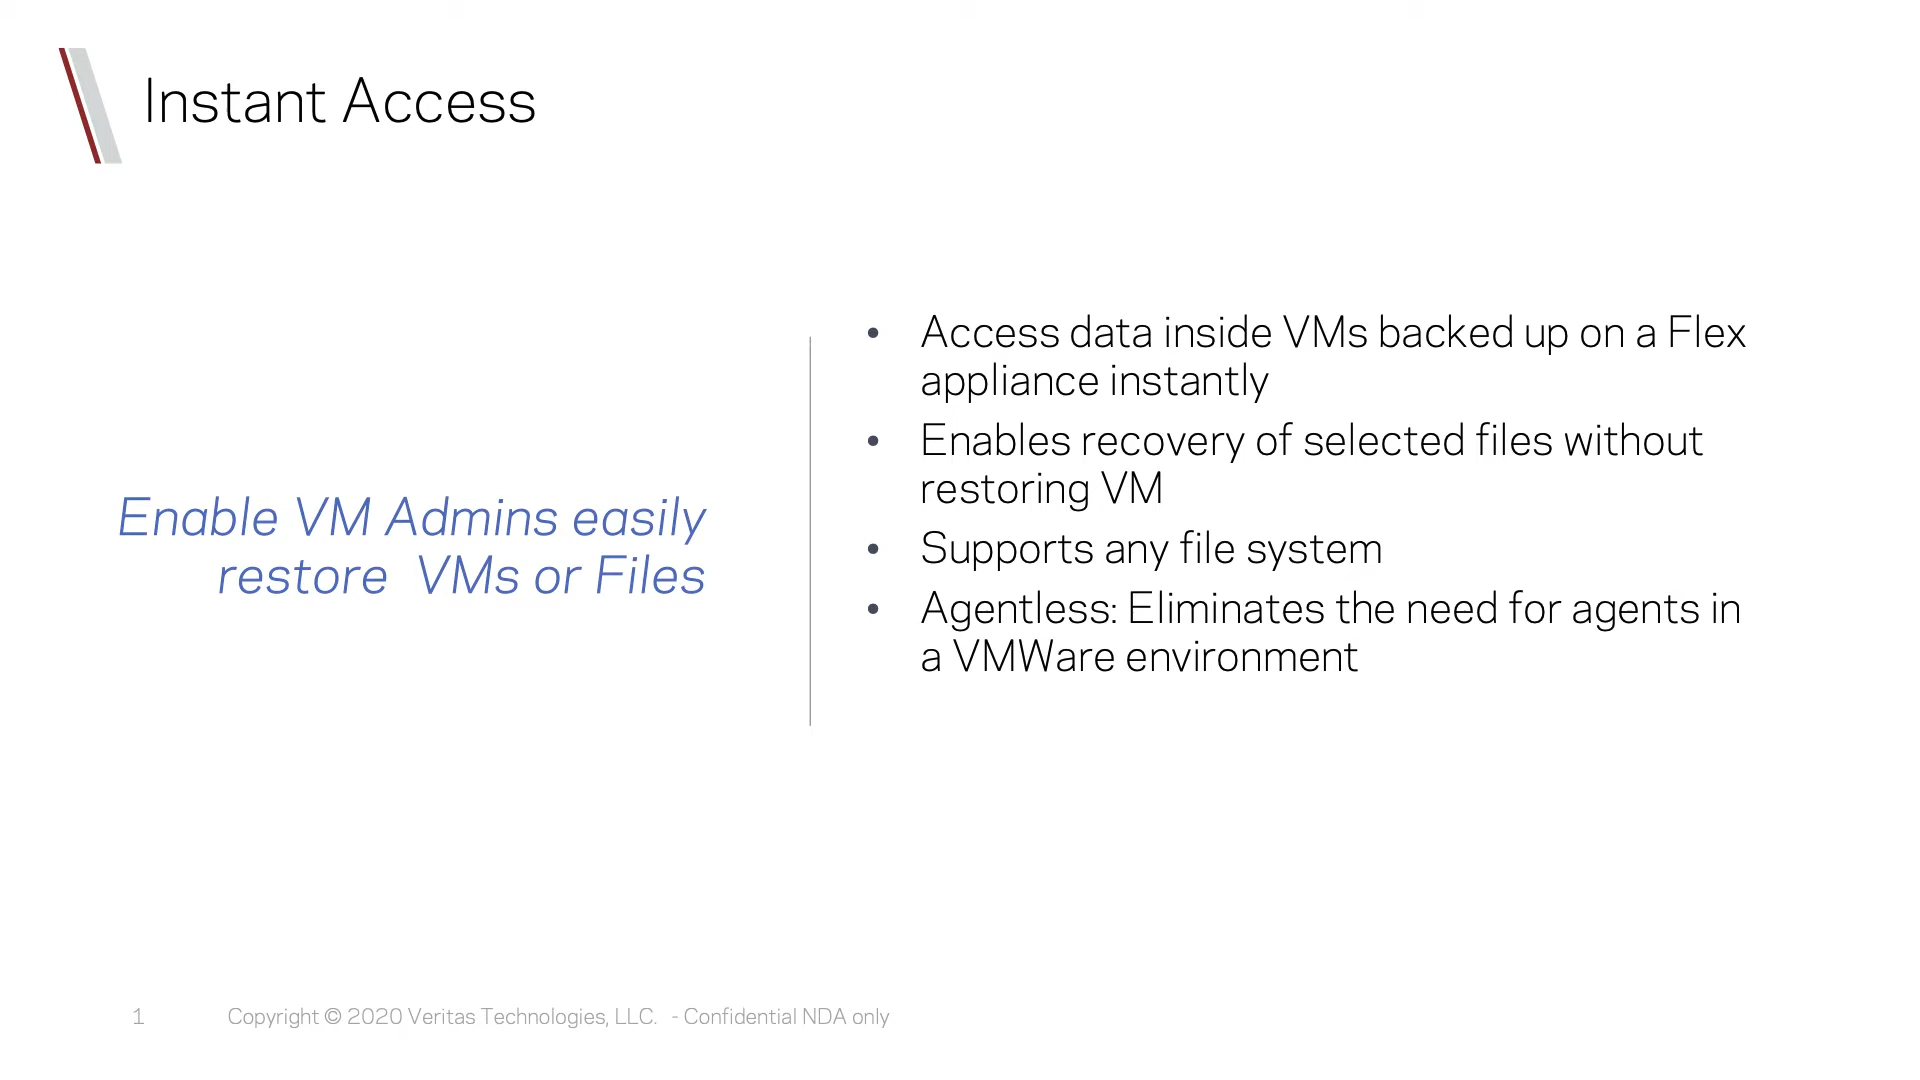 Instant Access
Enable VM Admins easily
restore  VMs or Files
• Access data inside VMs backed up on a Flex
appliance instantly
• Enables recovery of selected files without
restoring VM
• Supports any file system
• Agentless: Eliminates the need for agents in
a VMWare environment
1 Copyright © 2020 Veritas Technologies, LLC.  - Confidential NDA only